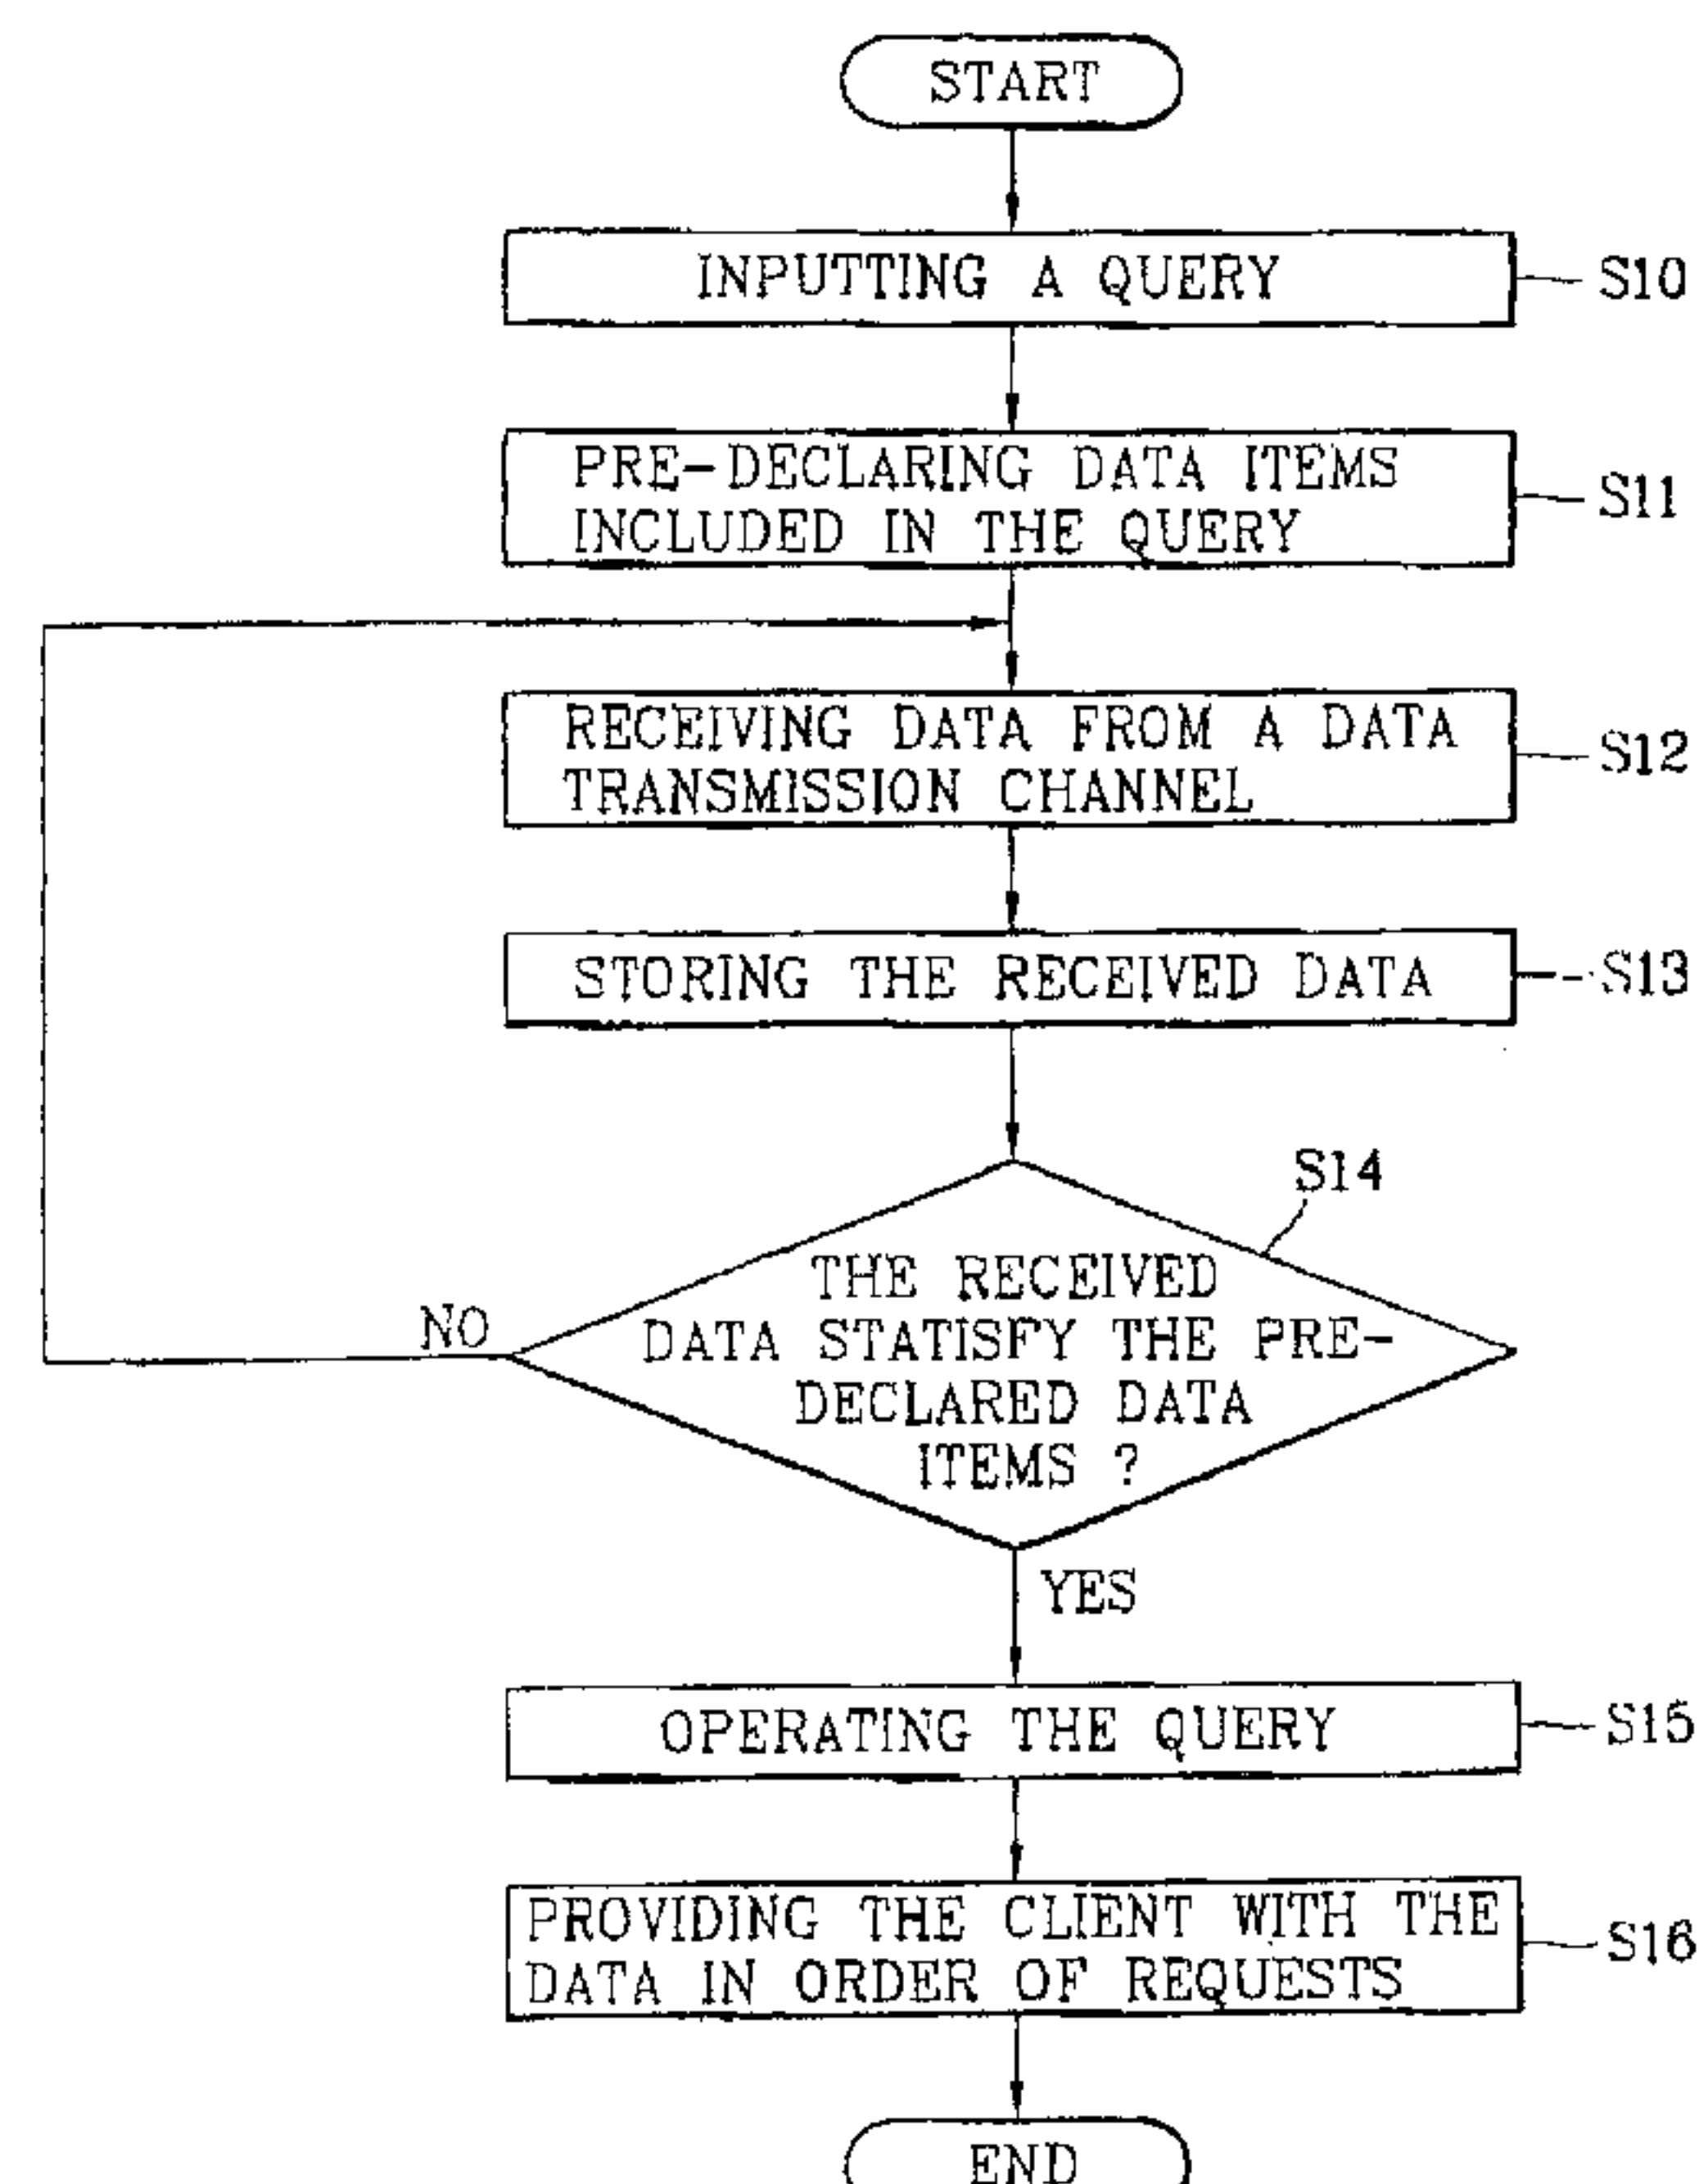 START
INPUTTING A QUERY
S10
PRE-DECLARING DATA ITEMS
INCLUDED IN THE QUERY
S11
RECEIVING DATA FROM A DATA
TRANSMISSION CHANNEL
S12
STORING THE RECEIVED DATA
S13
S14
THE RECEIVED
DATA STATISFY THE PRE-
DECLARED DATA
ITEMS ?
NO
YES
OPERATING THE QUERY
S15
PROVIDING THE CLIENT WITH THE
DATA IN ORDER OF REQUESTS
S16
END